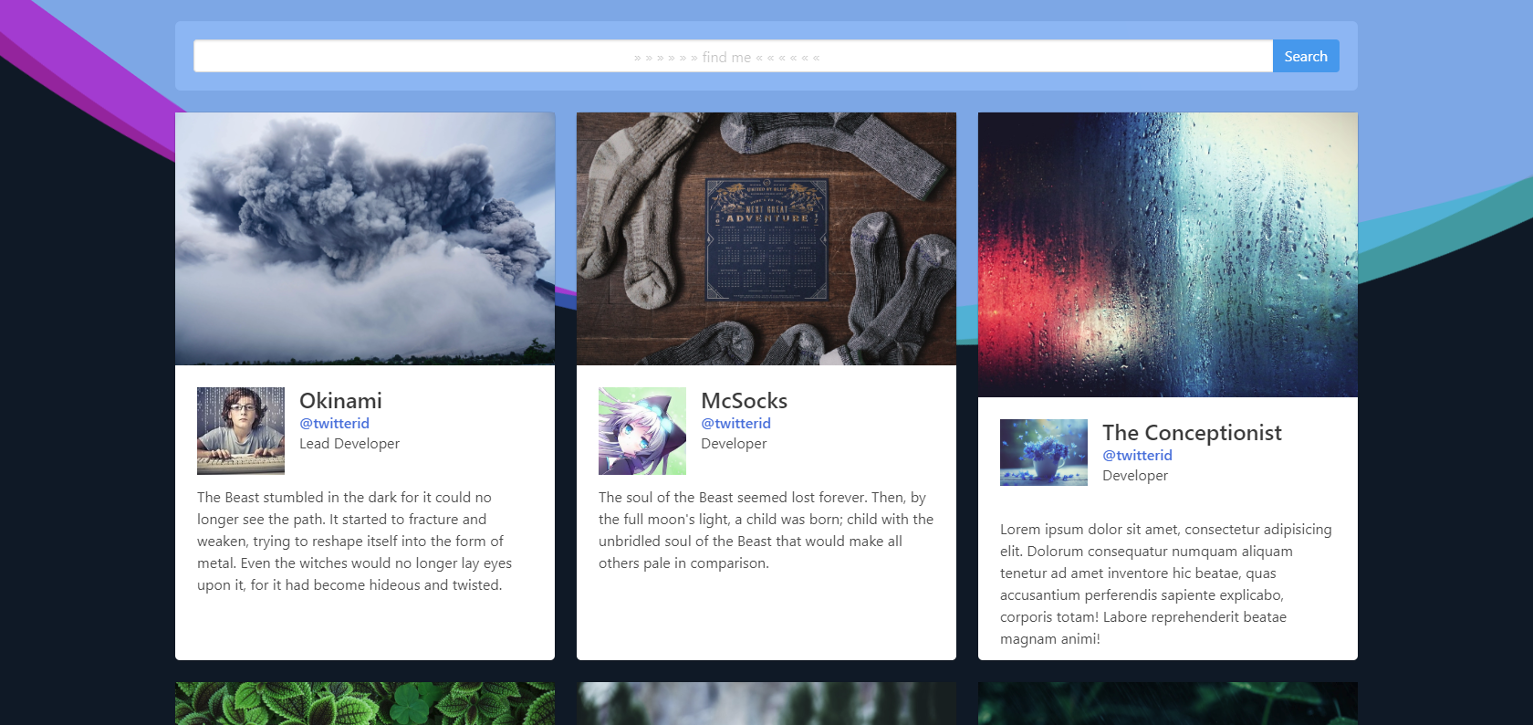 » » » » » » find me « « « « « «
Search
UNITED BY BLUE
NEXT GREAT
ADVENTURE
Okinami
@twitterid
Lead Developer
The Beast stumbled in the dark for it could no
longer see the path. It started to fracture and
weaken, trying to reshape itself into the form of
metal. Even the witches would no longer lay eyes
upon it, for it had become hideous and twisted.
McSocks
@twitterid
Developer
The soul of the Beast seemed lost forever. Then, by
the full moon's light, a child was born; child with the
unbridled soul of the Beast that would make all
others pale in comparison.
The Conceptionist
@twitterid
Developer
Lorem ipsum dolor sit amet, consectetur adipisicing
elit. Dolorum consequatur numquam aliquam
tenetur ad amet inventore hic beatae, quas
accusantium perferendis sapiente explicabo,
corporis totam! Labore reprehenderit beatae
magnam animi!